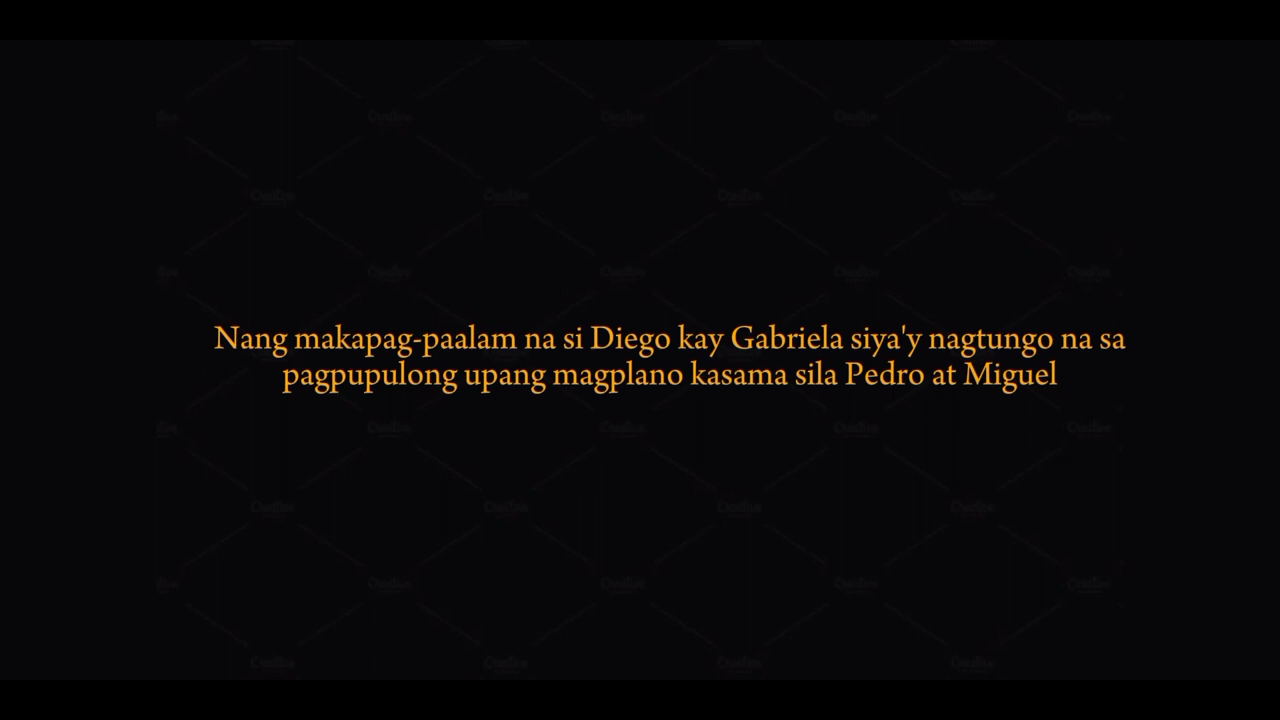 Nang makapag-paalam na si Diego kay Gabriela siya'y nagtungo na sa
pagpupulong upang magplano kasama sila Pedro at Miguel